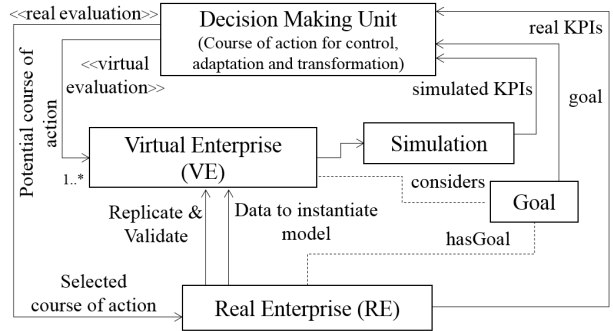 <<real evaluation>>
Decision Making Unit
(Course of action for control,
adaptation and transformation)
real KPIs
<<virtual
evaluation>>
simulated KPIs
goal
Potential course of
action
Virtual Enterprise
(VE)
1..*
Simulation
considers
Goal
Replicate &
Validate
Data to instantiate
model
hasGoal
Selected
course of action
Real Enterprise (RE)